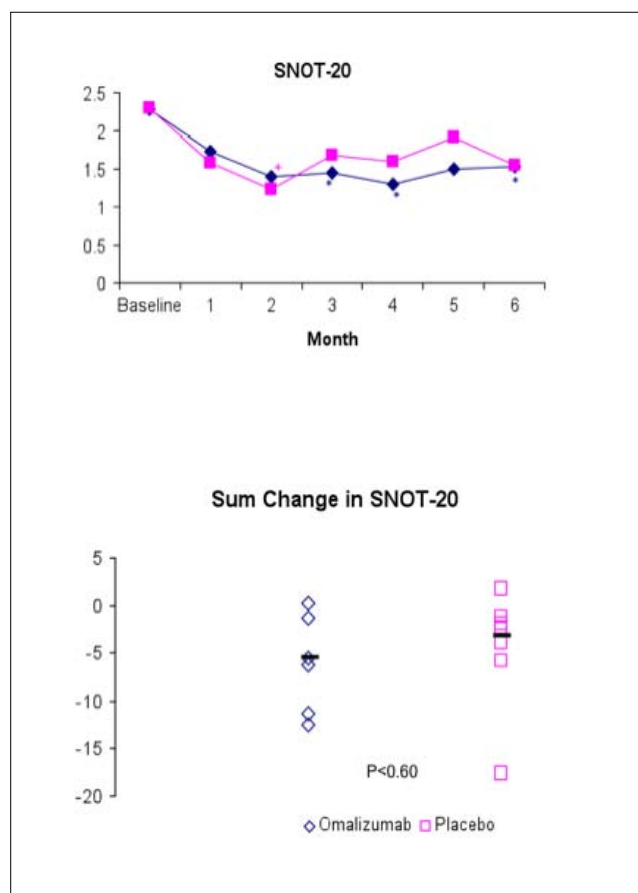 SNOT-20
2.5
2
1.5
1
0.5
0
Baseline 1 2 3 4 5 6
Month
Sum Change in SNOT-20
5
0
-5
-10
-15
-20
P<0.60
Omalizumab Placebo